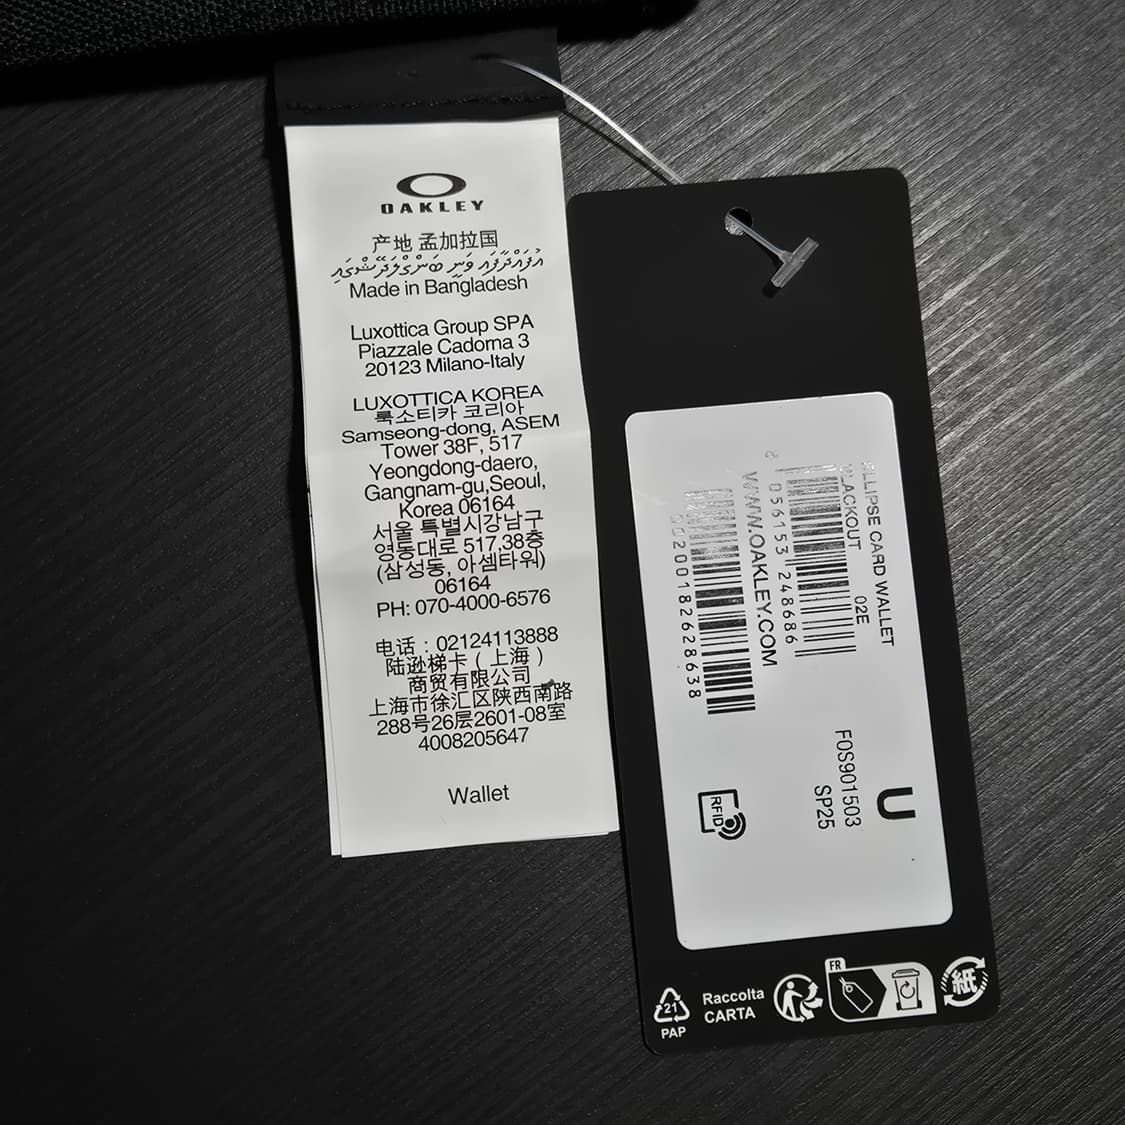 OAKLEY
产地 孟加拉国
އުފައްދާފައި ވަނީ ބަންގްލަދޭޝްގައި
Made in Bangladesh
Luxottica Group SPA
Piazzale Cadorna 3
20123 Milano-Italy
LUXOTTICA KOREA
룩소티카 코리아
Samseong-dong, ASEM
Tower 38F, 517
Yeongdong-daero,
Gangnam-gu,Seoul,
Korea 06164
서울 특별시강남구
영동대로 517,38층
(삼성동, 아셈타워)
06164
PH: 070-4000-6576
电话：02124113888
陆逊梯卡（上海）
商贸有限公司
上海市徐汇区陕西南路
288号26层2601-08室
4008205647
Wallet
ELLIPSE CARD WALLET
BLACKOUT 02E
8 056153 248686
WWW.OAKLEY.COM
00200182628638
U
F0S901503
SP25
RFID
21
PAP
Raccolta
CARTA
FR
紙